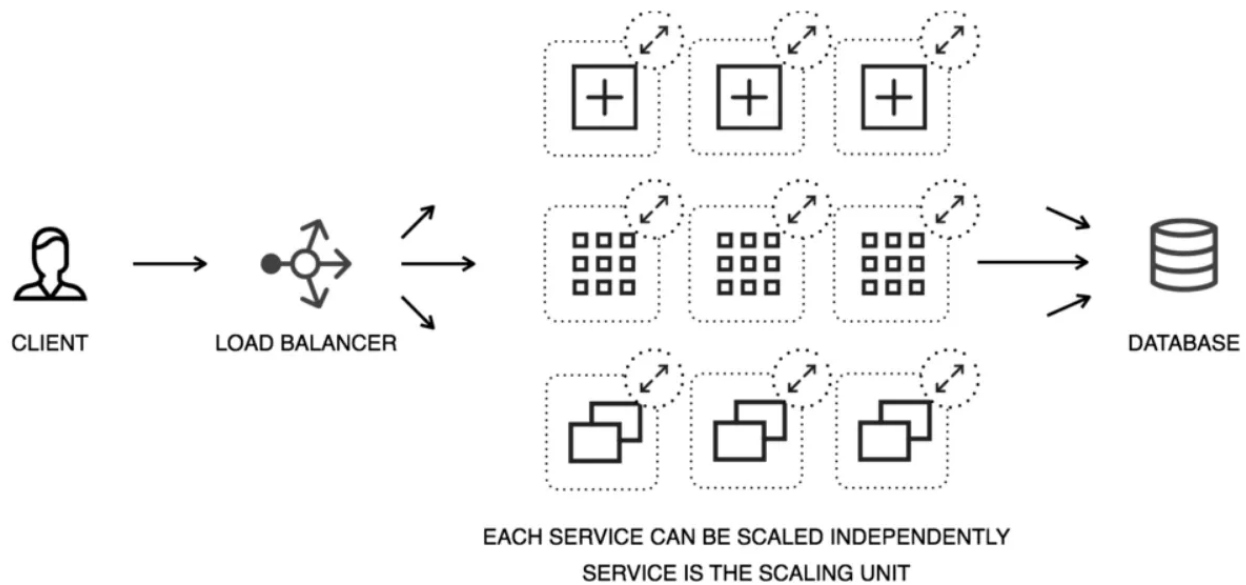 CLIENT
LOAD BALANCER
DATABASE
EACH SERVICE CAN BE SCALED INDEPENDENTLY
SERVICE IS THE SCALING UNIT